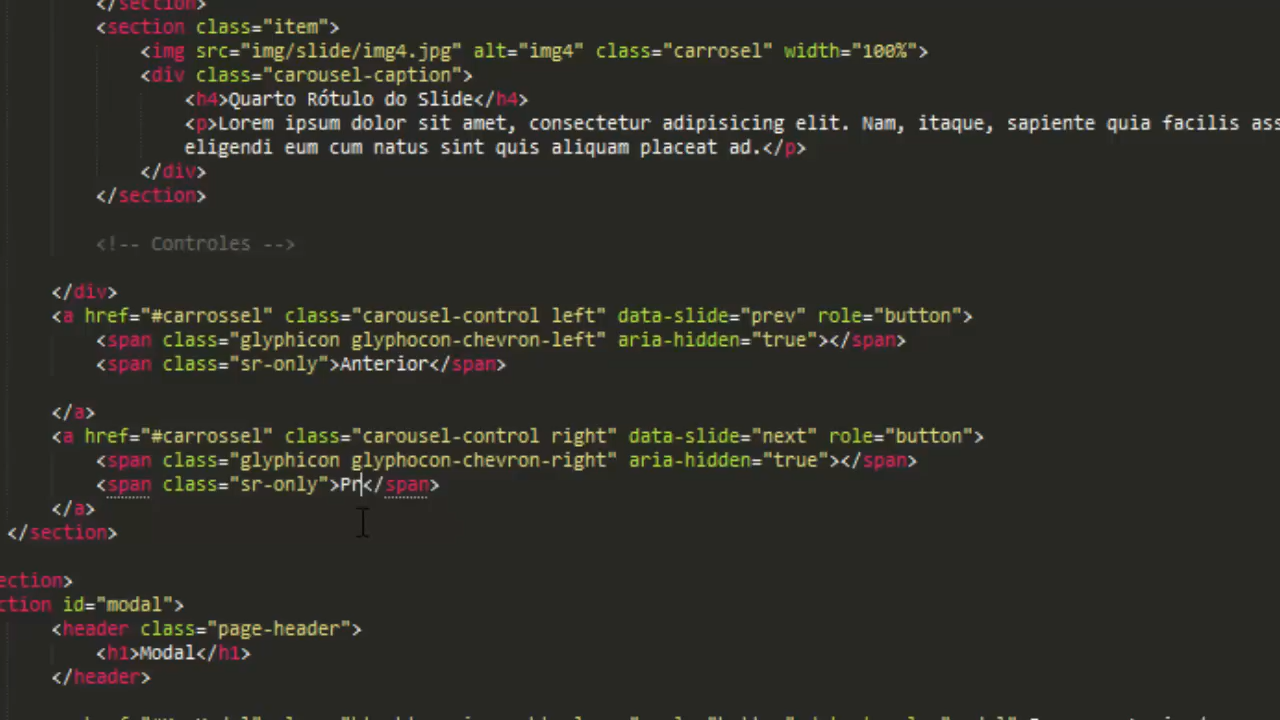 </section>
<section class="item">
<img src="img/slide/img4.jpg" alt="img4" class="carrosel" width="100%">
<div class="carousel-caption">
<h4>Quarto Rótulo do Slide</h4>
<p>Lorem ipsum dolor sit amet, consectetur adipisicing elit. Nam, itaque, sapiente quia facilis ass
eligendi eum cum natus sint quis aliquam placeat ad.</p>
</div>
</section>
<!-- Controles -->
</div>
<a href="#carrossel" class="carousel-control left" data-slide="prev" role="button">
<span class="glyphicon glyphocon-chevron-left" aria-hidden="true"></span>
<span class="sr-only">Anterior</span>
</a>
<a href="#carrossel" class="carousel-control right" data-slide="next" role="button">
<span class="glyphicon glyphocon-chevron-right" aria-hidden="true"></span>
<span class="sr-only">Pr</span>
</a>
</section>
ection>
ction id="modal">
<header class="page-header">
<h1>Modal</h1>
</header>